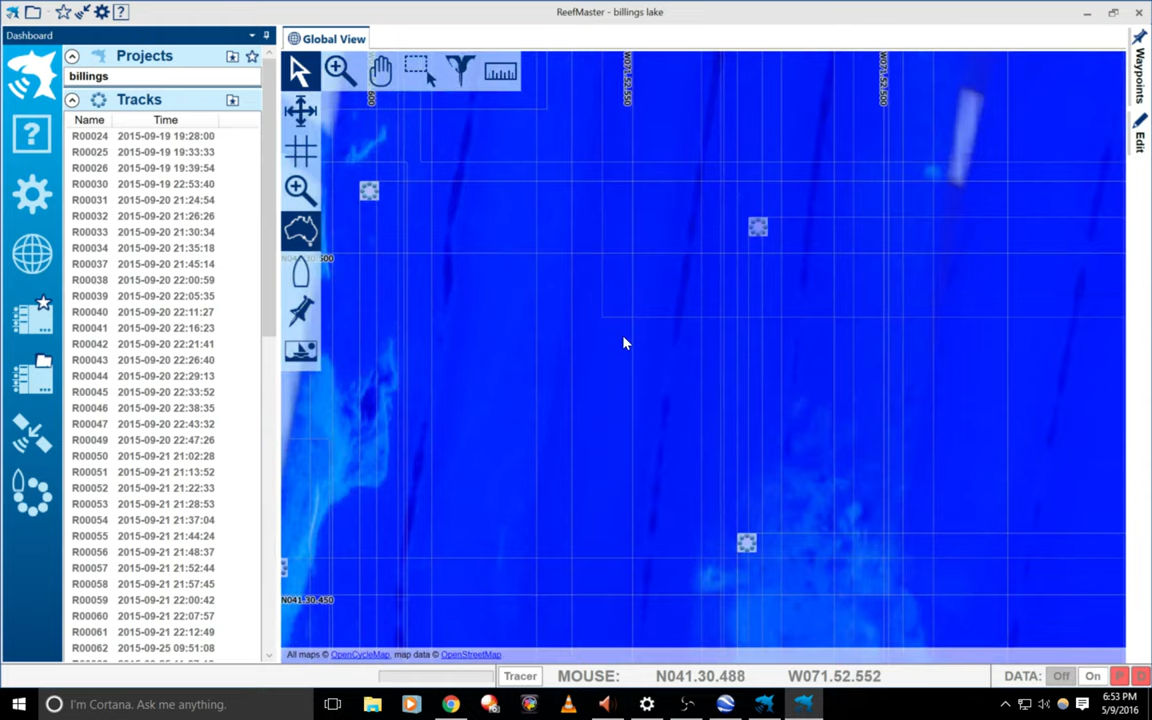 ReefMaster - billings lake
Dashboard
Projects
billings
Tracks
Name Time
R00024 2015-09-19 19:28:00
R00025 2015-09-19 19:33:33
R00026 2015-09-19 19:39:54
R00030 2015-09-19 22:53:40
R00031 2015-09-20 21:24:54
R00032 2015-09-20 21:26:26
R00033 2015-09-20 21:30:34
R00034 2015-09-20 21:35:18
R00037 2015-09-20 21:45:14
R00038 2015-09-20 22:00:59
R00039 2015-09-20 22:05:35
R00040 2015-09-20 22:11:27
R00041 2015-09-20 22:16:23
R00042 2015-09-20 22:21:41
R00043 2015-09-20 22:26:40
R00044 2015-09-20 22:29:13
R00045 2015-09-20 22:33:52
R00046 2015-09-20 22:38:35
R00047 2015-09-20 22:43:32
R00049 2015-09-20 22:47:26
R00050 2015-09-21 21:02:28
R00051 2015-09-21 21:13:52
R00052 2015-09-21 21:22:33
R00053 2015-09-21 21:28:53
R00054 2015-09-21 21:37:04
R00055 2015-09-21 21:44:24
R00056 2015-09-21 21:48:37
R00057 2015-09-21 21:52:44
R00058 2015-09-21 21:57:45
R00059 2015-09-21 22:00:42
R00060 2015-09-21 22:07:57
R00061 2015-09-21 22:12:49
R00062 2015-09-25 09:51:08
Global View
W071.52.550
W071.52.500
N041.30.450
All maps © OpenCycleMap, map data © OpenStreetMap
Waypoints
Edit
Tracer MOUSE: N041.30.488 W071.52.552 DATA: Off On P D
I'm Cortana. Ask me anything.
6:53 PM
5/9/2016